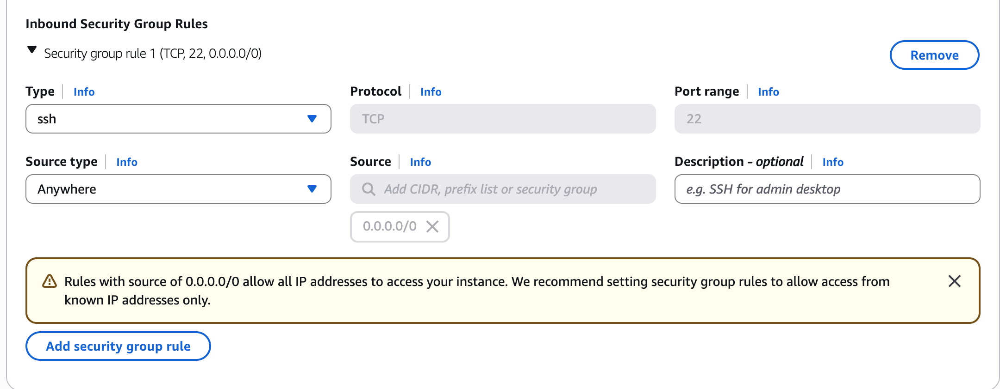 Inbound Security Group Rules
Security group rule 1 (TCP, 22, 0.0.0.0/0)
Remove
Type Info
Protocol Info
Port range Info
ssh
TCP
22
Source type Info
Source Info
Description - optional Info
Anywhere
Add CIDR, prefix list or security group
e.g. SSH for admin desktop
0.0.0.0/0
Rules with source of 0.0.0.0/0 allow all IP addresses to access your instance. We recommend setting security group rules to allow access from
known IP addresses only.
Add security group rule